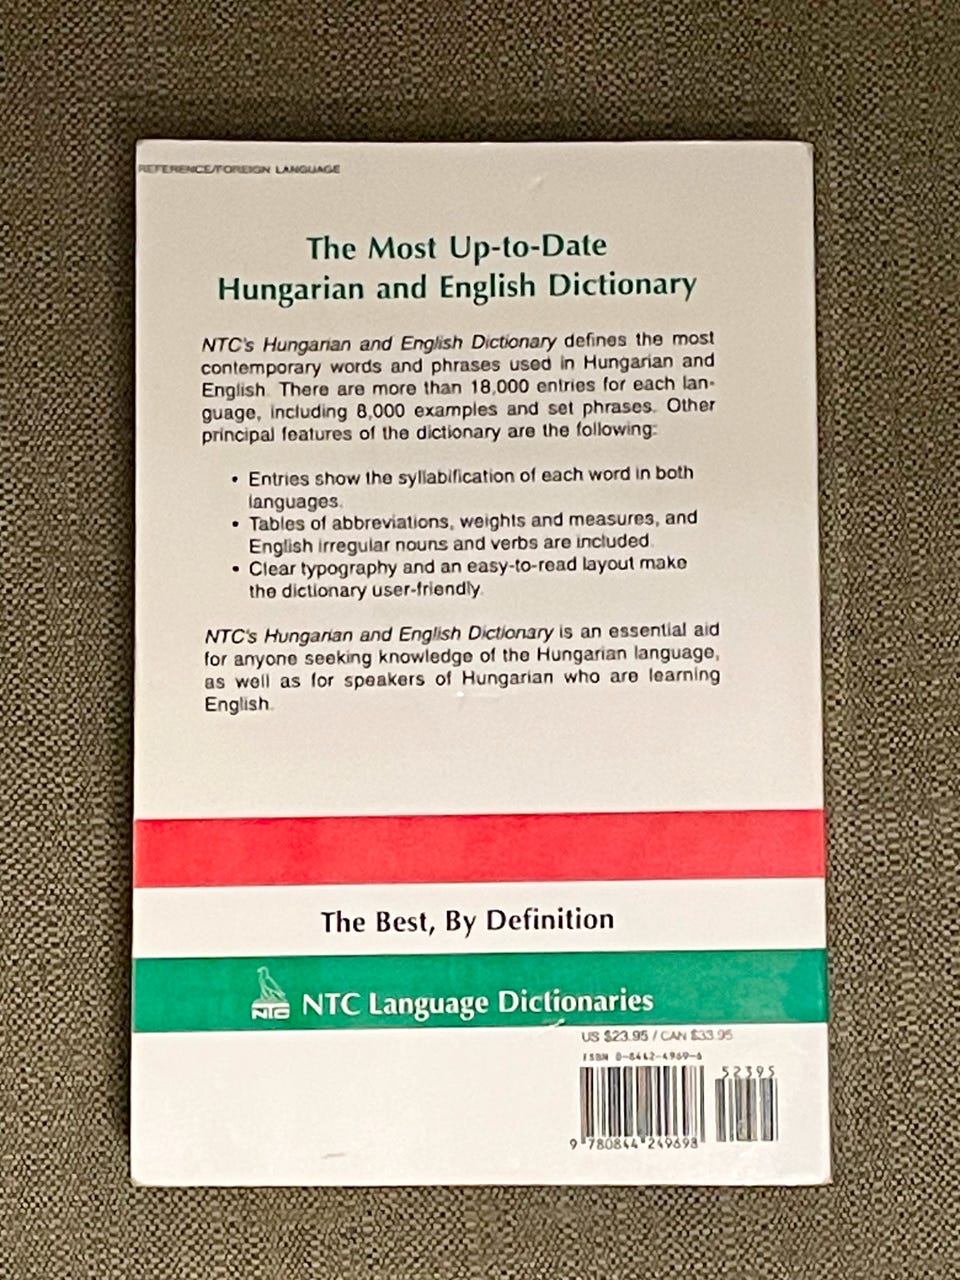 REFERENCE/FOREIGN LANGUAGE
The Most Up-to-Date
Hungarian and English Dictionary
NTC's Hungarian and English Dictionary defines the most
contemporary words and phrases used in Hungarian and
English. There are more than 18,000 entries for each lan-
guage, including 8,000 examples and set phrases. Other
principal features of the dictionary are the following:
• Entries show the syllabification of each word in both
languages.
• Tables of abbreviations, weights and measures, and
English irregular nouns and verbs are included.
• Clear typography and an easy-to-read layout make
the dictionary user-friendly.
NTC's Hungarian and English Dictionary is an essential aid
for anyone seeking knowledge of the Hungarian language,
as well as for speakers of Hungarian who are learning
English.
The Best, By Definition
NTC NTC Language Dictionaries
US $23.95 / CAN $33.95
ISBN 0-8442-4969-6
52395
9 780844 249698